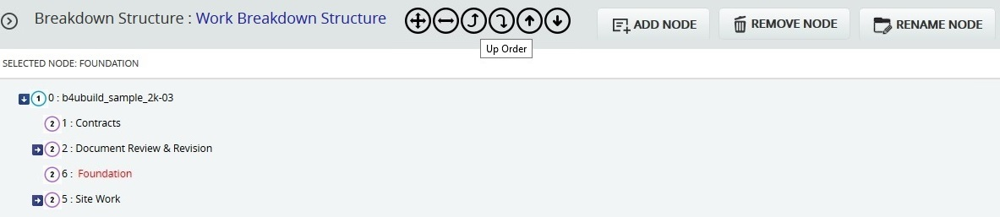 Breakdown Structure : Work Breakdown Structure
ADD NODE
REMOVE NODE
RENAME NODE
Up Order
SELECTED NODE: FOUNDATION
1 0 : b4ubuild_sample_2k-03
2 1 : Contracts
2 2 : Document Review & Revision
2 6 : Foundation
2 5 : Site Work